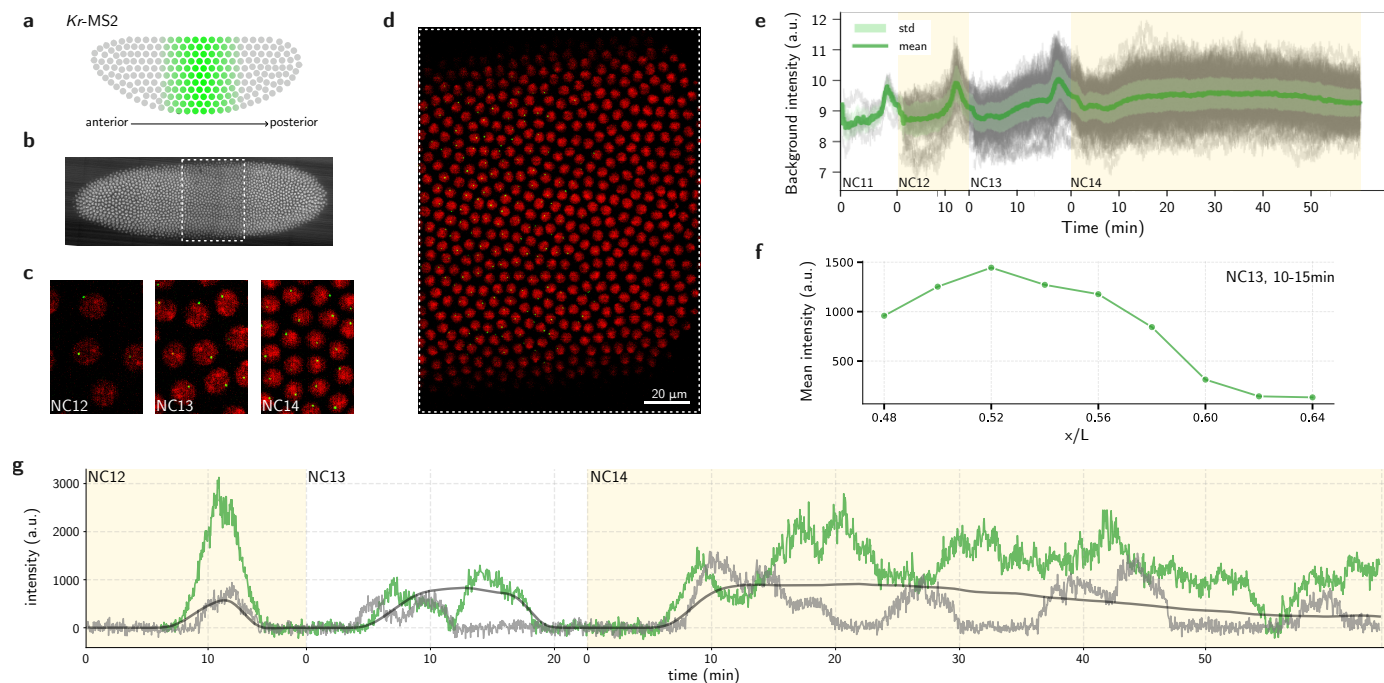 a
Kr-MS2
anterior
posterior
b
c
NC12
NC13
NC14
d
20 μm
e
Background intensity (a.u.)
12
11
10
9
8
7
std
mean
NC11
NC12
NC13
NC14
0
0
10
0
10
0
10
20
30
40
50
Time (min)
f
Mean intensity (a.u.)
1500
1000
500
NC13, 10-15min
0.48
0.52
0.56
0.60
0.64
x/L
g
NC12
NC13
NC14
intensity (a.u.)
3000
2000
1000
0
0
10
0
10
20
0
10
20
30
40
50
time (min)